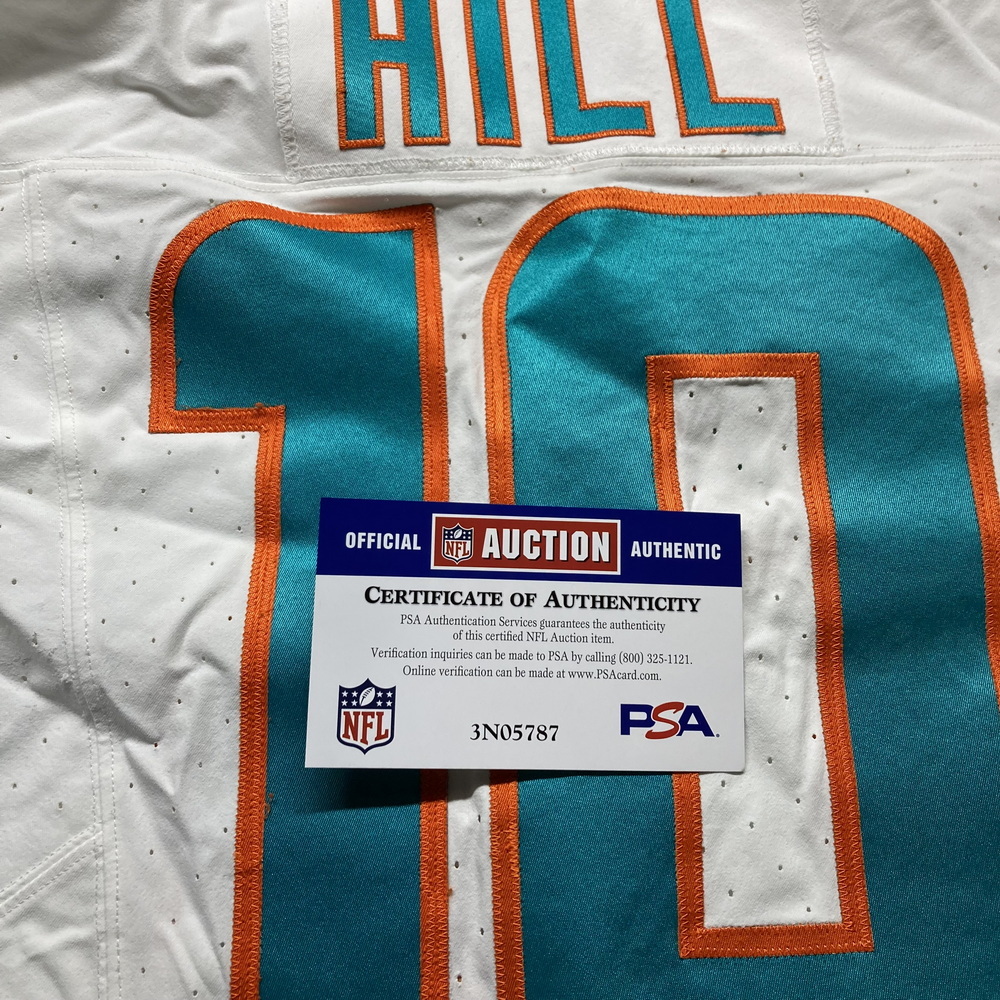 HILL
10
OFFICIAL NFL AUCTION AUTHENTIC
CERTIFICATE OF AUTHENTICITY
PSA Authentication Services guarantees the authenticity
of this certified NFL Auction item.
Verification inquiries can be made to PSA by calling (800) 325-1121.
Online verification can be made at www.PSAcard.com.
NFL
3N05787
PSA